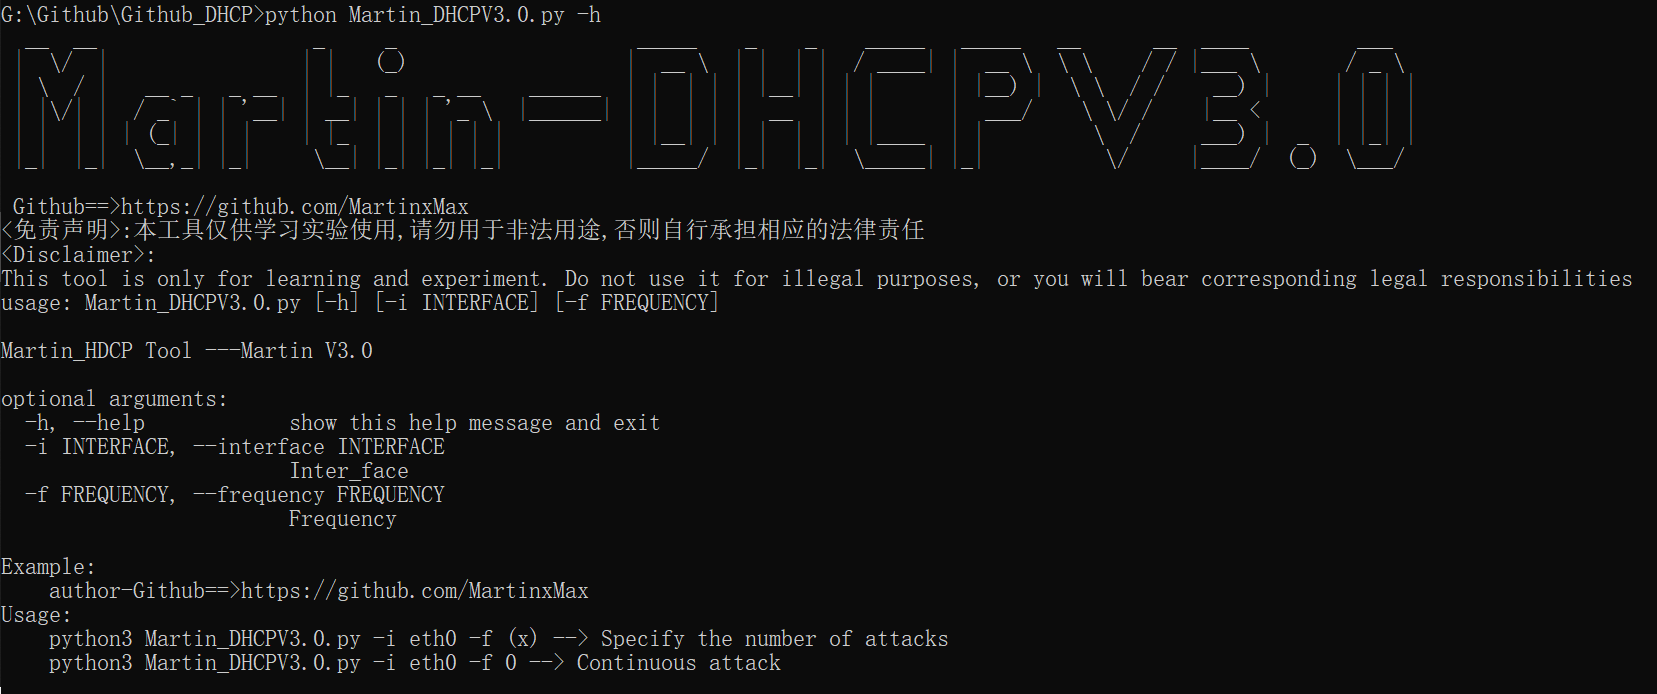 G:\Github\Github_DHCP>python Martin_DHCPV3.0.py -h
Martin-DHCPV3.0
Github==>https://github.com/MartinxMax
<免责声明>:本工具仅供学习实验使用,请勿用于非法用途,否则自行承担相应的法律责任
<Disclaimer>:
This tool is only for learning and experiment. Do not use it for illegal purposes, or you will bear corresponding legal responsibilities
usage: Martin_DHCPV3.0.py [-h] [-i INTERFACE] [-f FREQUENCY]
Martin_HDCP Tool ---Martin V3.0
optional arguments:
-h, --help show this help message and exit
-i INTERFACE, --interface INTERFACE
Inter_face
-f FREQUENCY, --frequency FREQUENCY
Frequency
Example:
author-Github==>https://github.com/MartinxMax
Usage:
python3 Martin_DHCPV3.0.py -i eth0 -f (x) --> Specify the number of attacks
python3 Martin_DHCPV3.0.py -i eth0 -f 0 --> Continuous attack